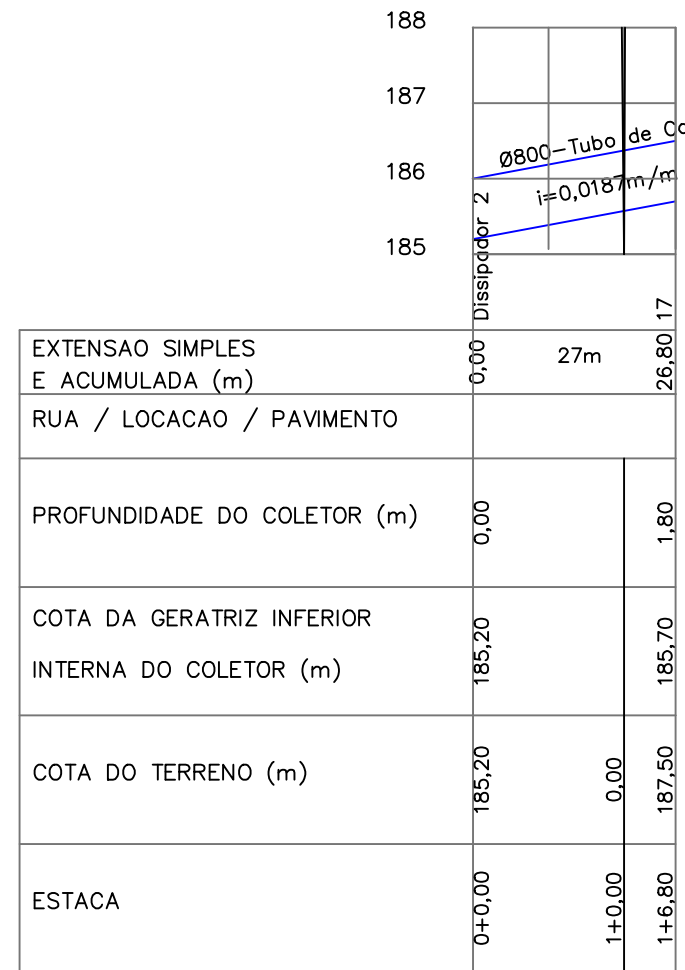 188
187
186
185
Ø800-Tubo de Co
i=0,0187m/m
Dissipador 2
17
EXTENSAO SIMPLES
E ACUMULADA (m)
0,00
27m
26,80
RUA / LOCACAO / PAVIMENTO
PROFUNDIDADE DO COLETOR (m)
0,00
1,80
COTA DA GERATRIZ INFERIOR
INTERNA DO COLETOR (m)
185,20
185,70
COTA DO TERRENO (m)
185,20
0,00
187,50
ESTACA
0+0,00
1+0,00
1+6,80